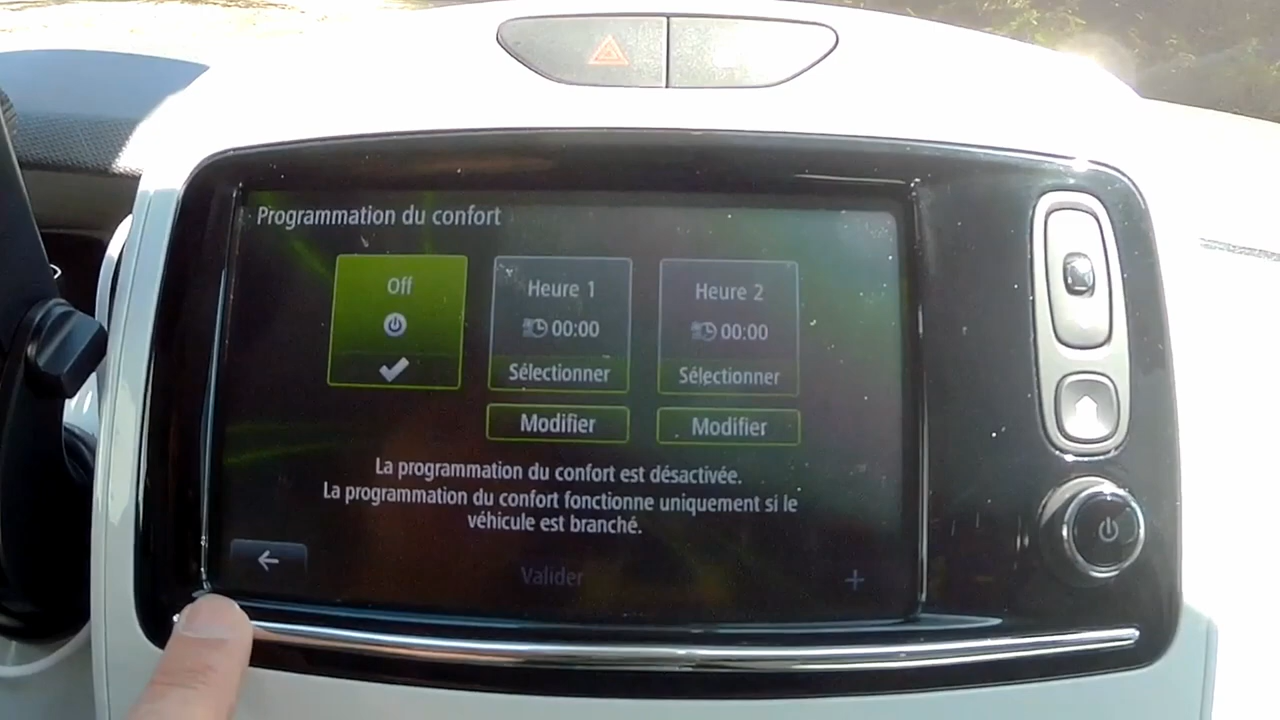 Programmation du confort
Off
Heure 1
00:00
Sélectionner
Modifier
Heure 2
00:00
Sélectionner
Modifier
La programmation du confort est désactivée.
La programmation du confort fonctionne uniquement si le
véhicule est branché.
Valider
+